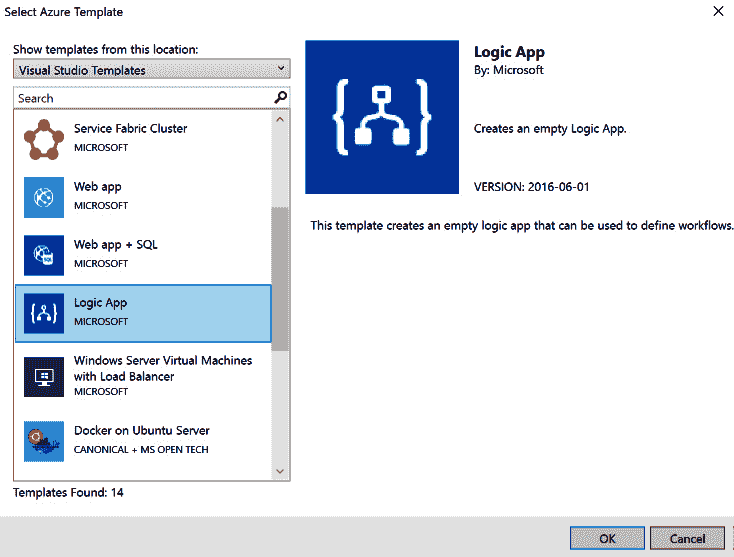 Select Azure Template
Show templates from this location:
Visual Studio Templates
Search
Service Fabric Cluster
MICROSOFT
Web app
MICROSOFT
Web app + SQL
MICROSOFT
Logic App
MICROSOFT
Windows Server Virtual Machines
with Load Balancer
MICROSOFT
Docker on Ubuntu Server
CANONICAL + MS OPEN TECH
Templates Found: 14
Logic App
By: Microsoft
Creates an empty Logic App.
VERSION: 2016-06-01
This template creates an empty logic app that can be used to define workflows.
OK
Cancel